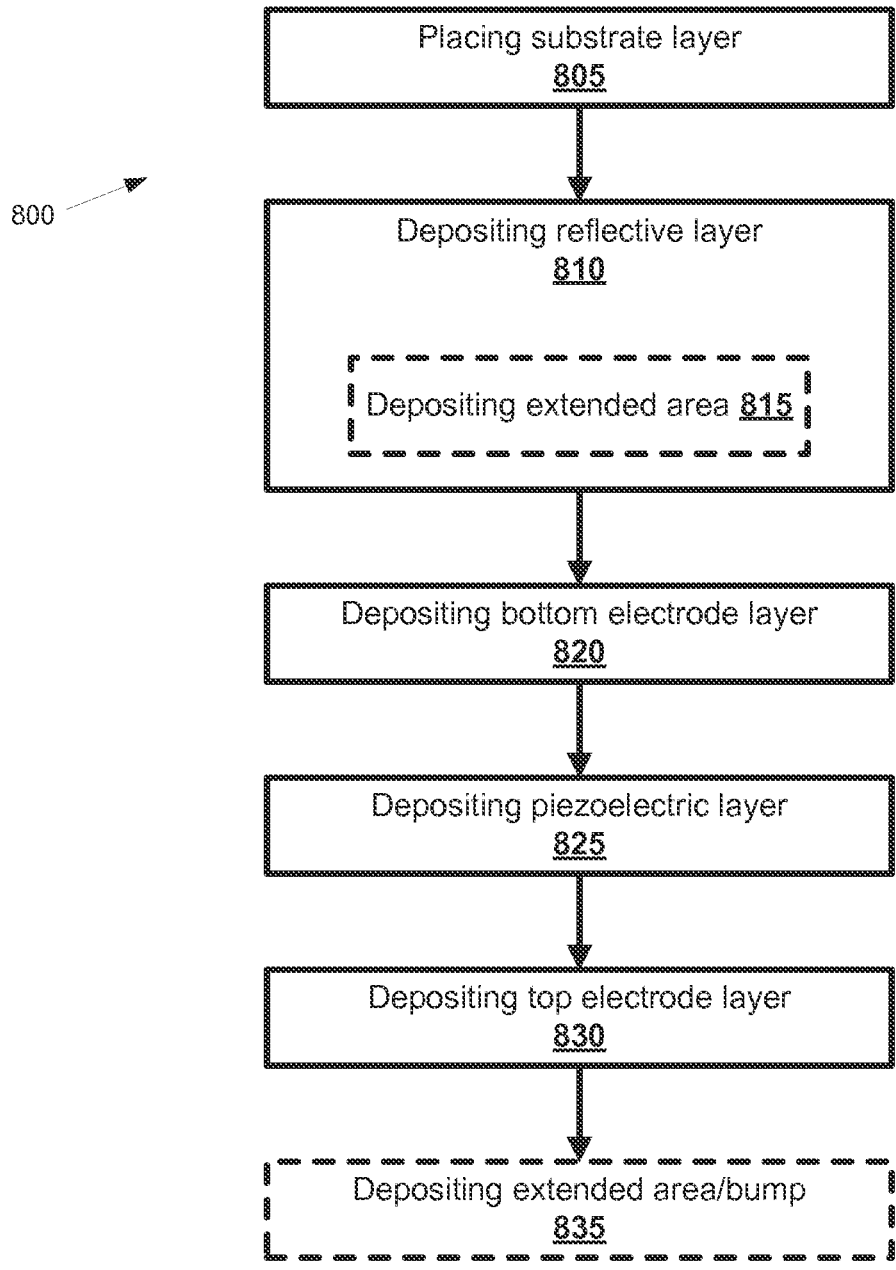 Placing substrate layer
805
800
Depositing reflective layer
810
Depositing extended area 815
Depositing bottom electrode layer
820
Depositing piezoelectric layer
825
Depositing top electrode layer
830
Depositing extended area/bump
835